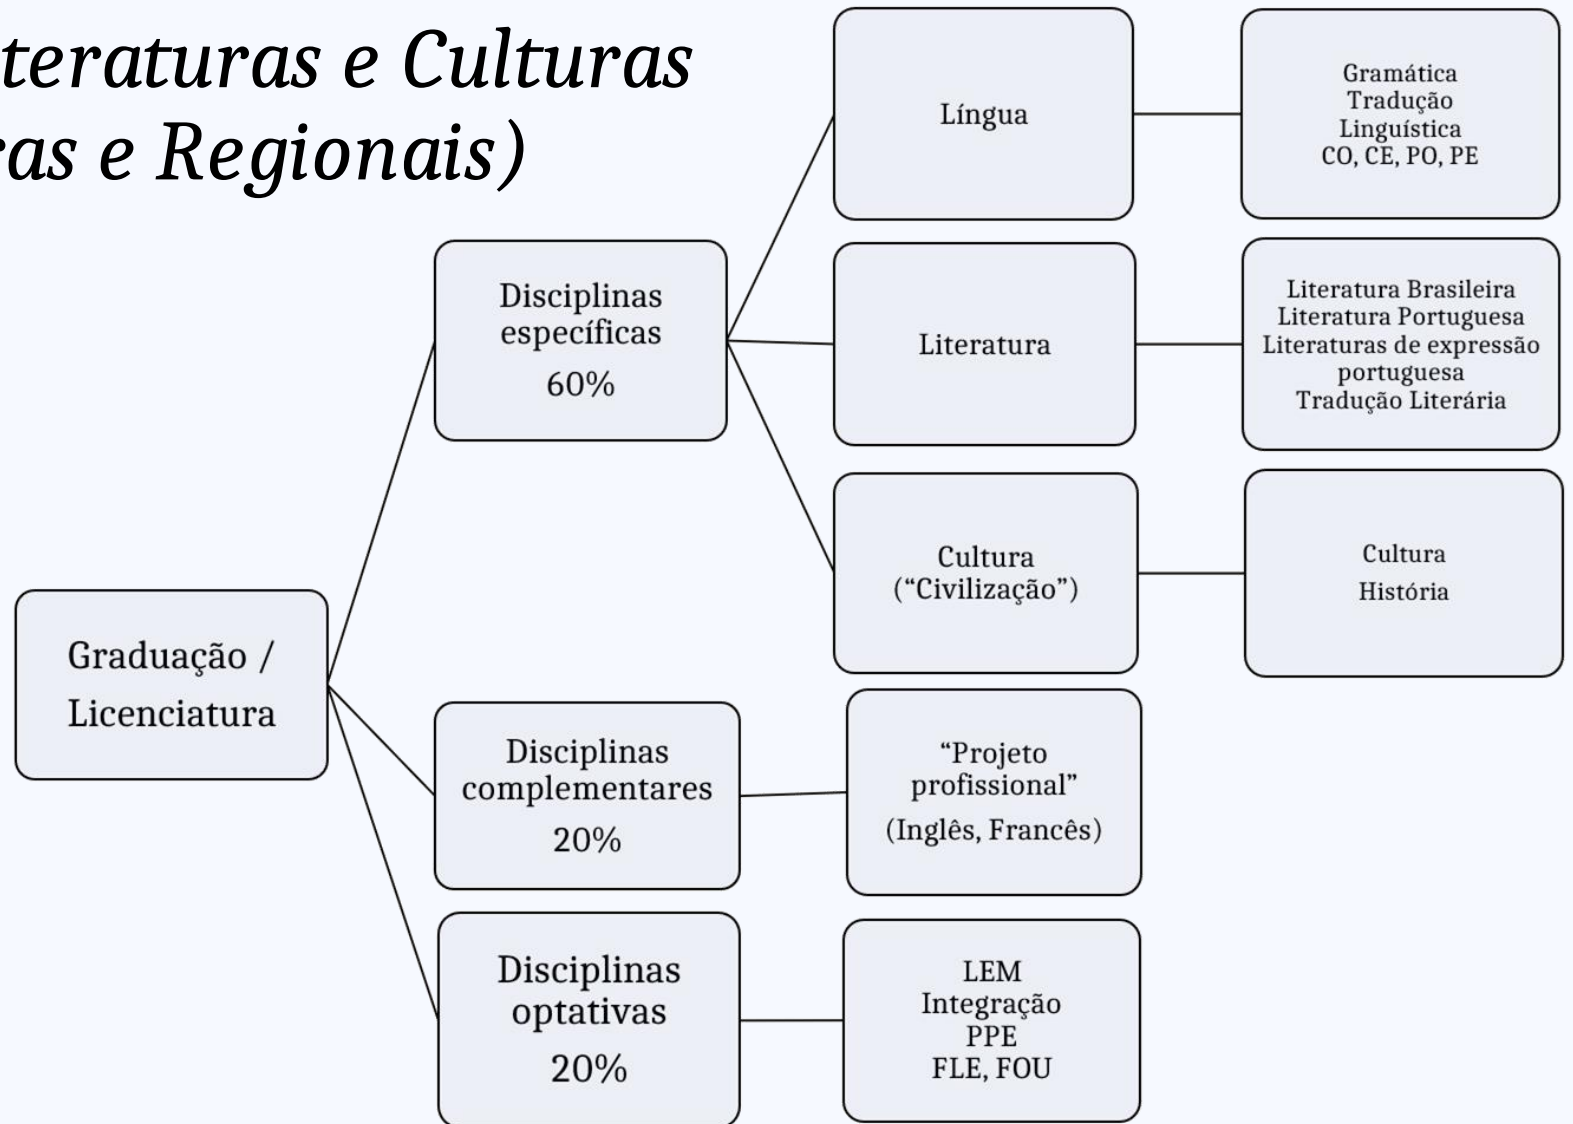 teraturas e Culturas
ras e Regionais)
Graduação /
Licenciatura
Disciplinas
específicas
60%
Língua
Gramática
Tradução
Linguística
CO, CE, PO, PE
Literatura
Literatura Brasileira
Literatura Portuguesa
Literaturas de expressão
portuguesa
Tradução Literária
Cultura
(“Civilização”)
Cultura
História
Disciplinas
complementares
20%
“Projeto
profissional”
(Inglês, Francês)
Disciplinas
optativas
20%
LEM
Integração
PPE
FLE, FOU